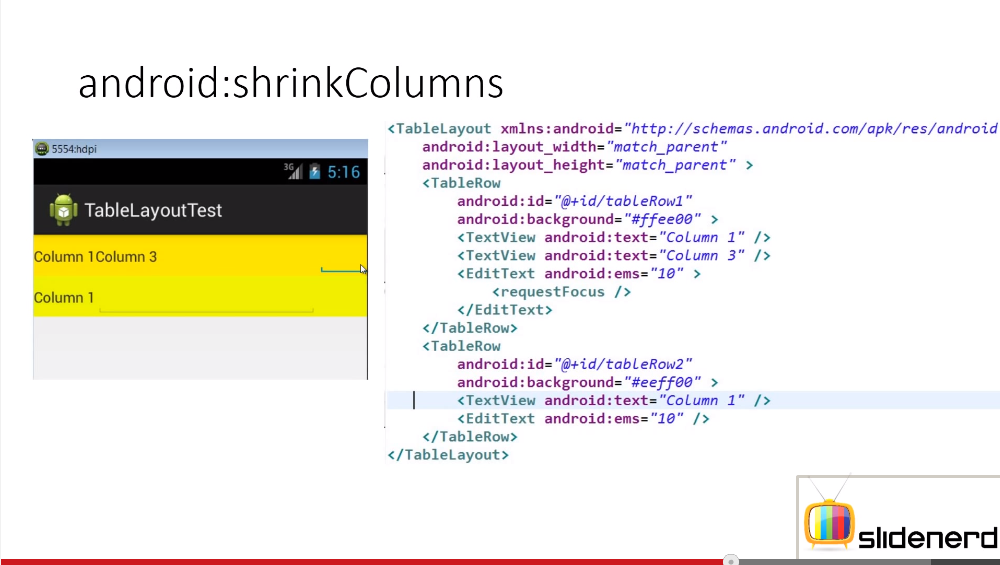 android:shrinkColumns
5554:hdpi
3G 5:16
TableLayoutTest
Column 1Column 3
Column 1
<TableLayout xmlns:android="http://schemas.android.com/apk/res/android
android:layout_width="match_parent"
android:layout_height="match_parent" >
<TableRow
android:id="@+id/tableRow1"
android:background="#ffee00" >
<TextView android:text="Column 1" />
<TextView android:text="Column 3" />
<EditText android:ems="10" >
<requestFocus />
</EditText>
</TableRow>
<TableRow
android:id="@+id/tableRow2"
android:background="#eeff00" >
<TextView android:text="Column 1" />
<EditText android:ems="10" />
</TableRow>
</TableLayout>
slidenerd